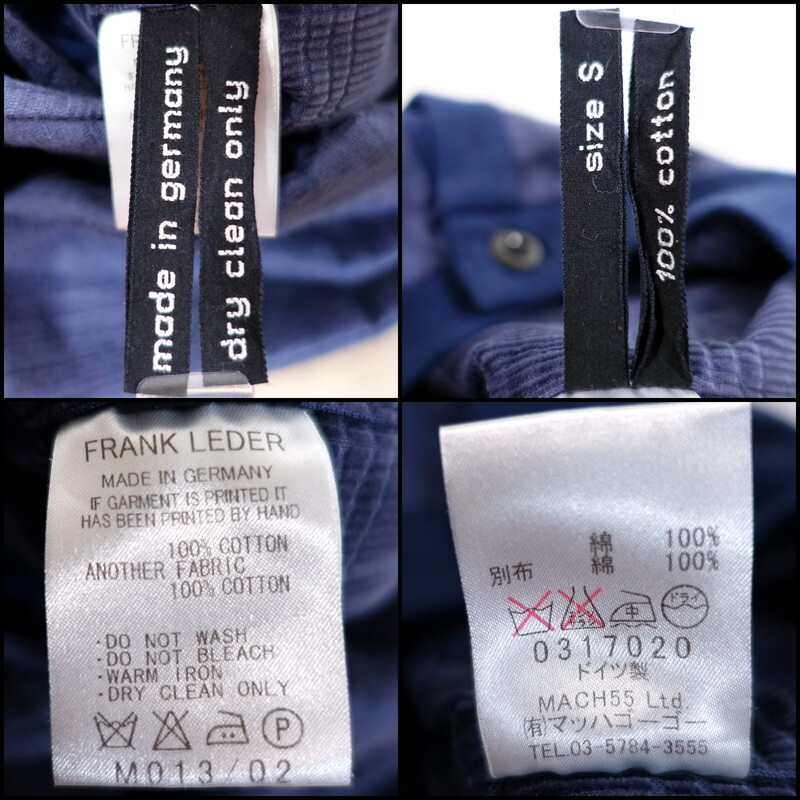 made in germany
dry clean only
size S
100% cotton
FRANK LEDER
MADE IN GERMANY
IF GARMENT IS PRINTED IT
HAS BEEN PRINTED BY HAND
100% COTTON
ANOTHER FABRIC
100% COTTON
·DO NOT WASH
·DO NOT BLEACH
·WARM IRON
·DRY CLEAN ONLY
P
M013/02
綿 100%
別布 綿 100%
中 ドライ
0317020
ドイツ製
MACH55 Ltd.
(有)マッハゴーゴー
TEL.03-5784-3555